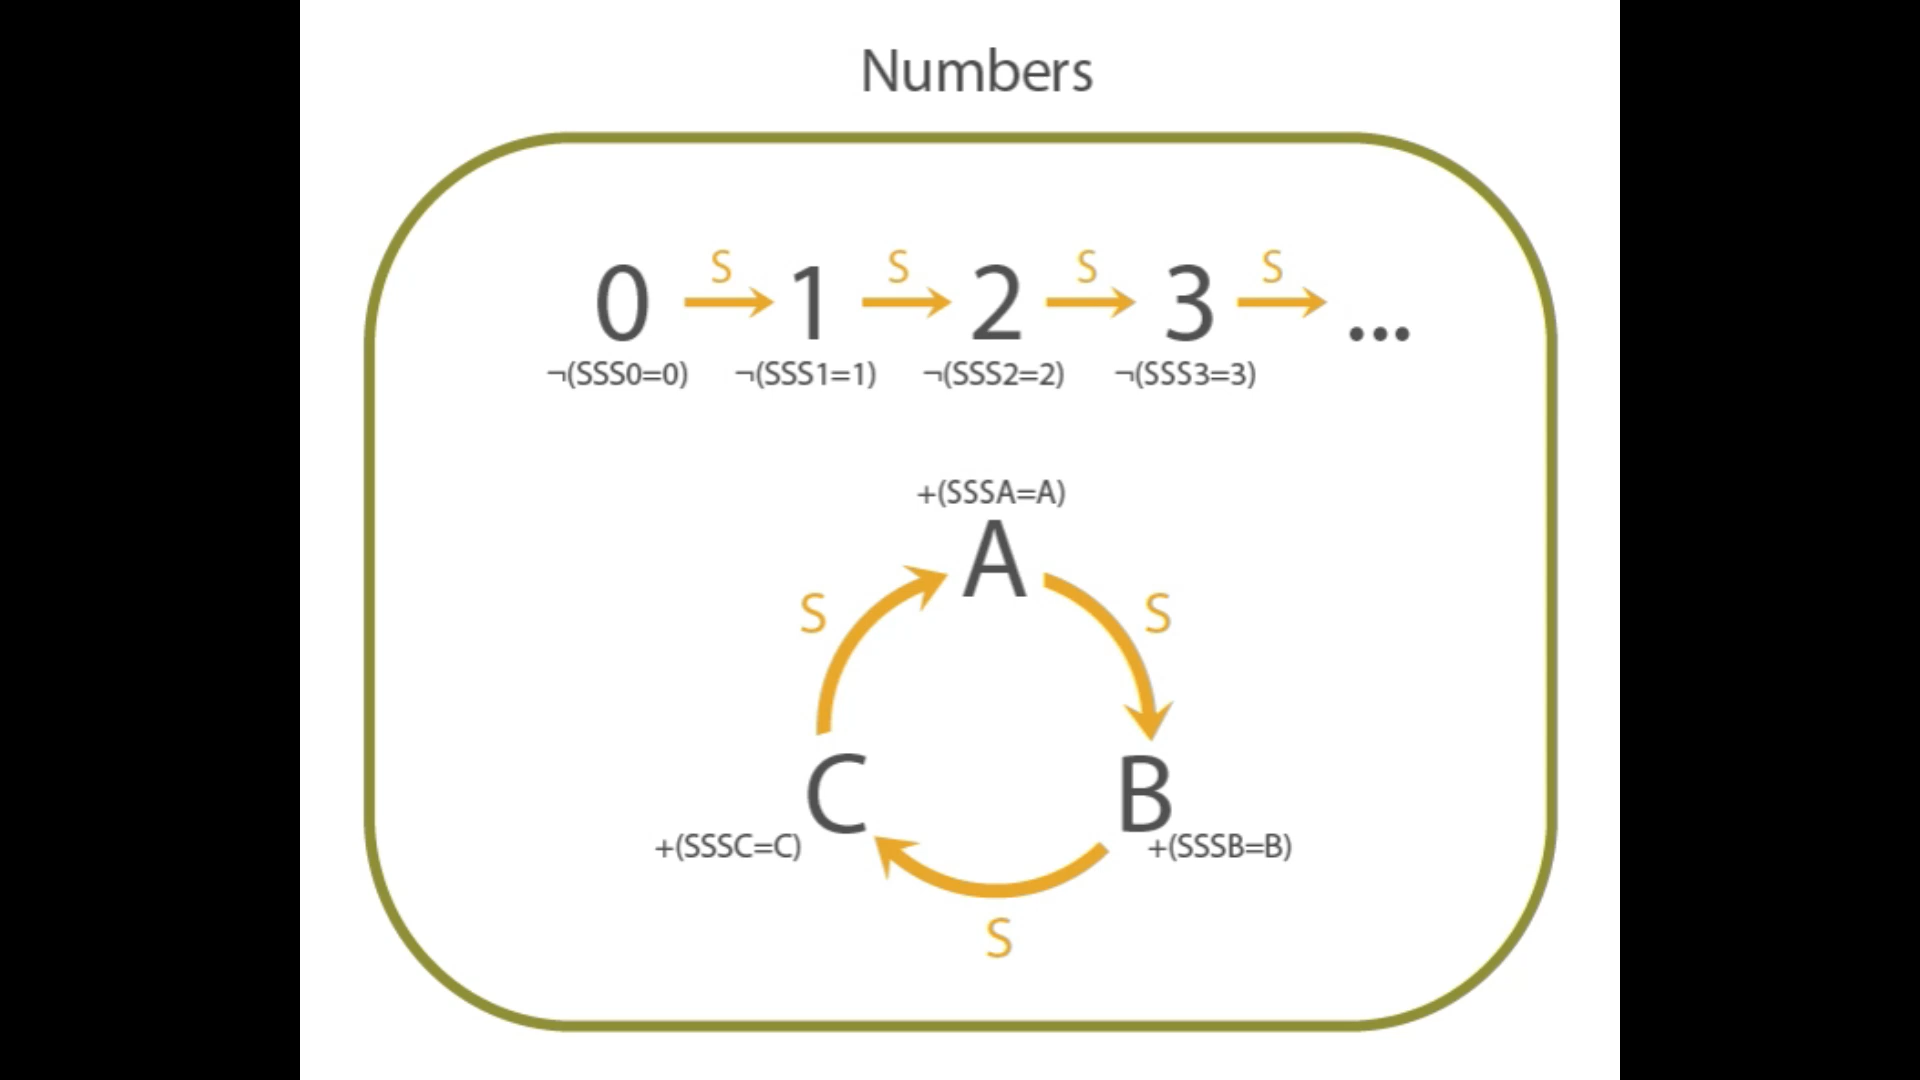 Numbers
S S S S
0 1 2 3 ...
¬(SSS0=0) ¬(SSS1=1) ¬(SSS2=2) ¬(SSS3=3)
+(SSSA=A)
A
S S
C B
+(SSSC=C) +(SSSB=B)
S